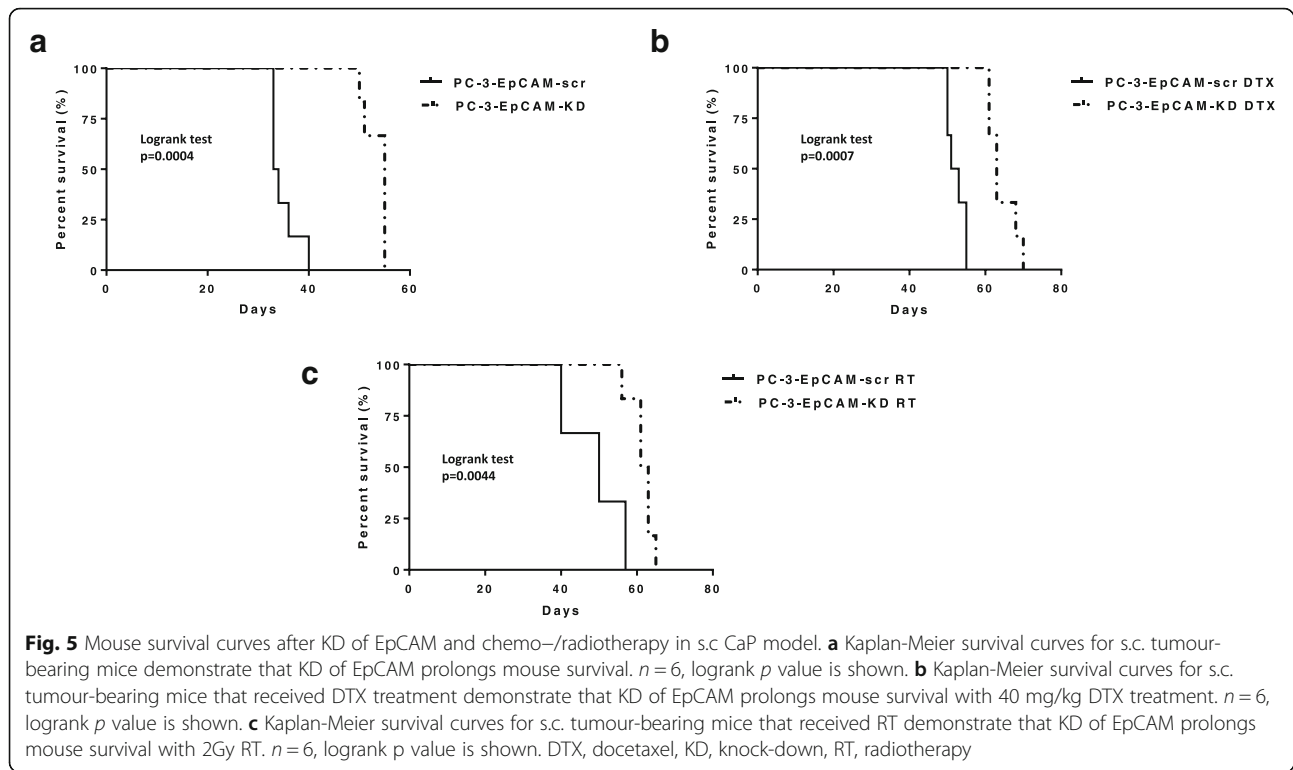 a
100
75
50
25
0
Percent survival (%)
Logrank test
p=0.0004
0 20 40 60
Days
PC-3-EpCAM-scr
PC-3-EpCAM-KD
b
100
75
50
25
0
Percent survival (%)
Logrank test
p=0.0007
0 20 40 60 80
Days
PC-3-EpCAM-scr DTX
PC-3-EpCAM-KD DTX
c
100
75
50
25
0
Percent survival (%)
Logrank test
p=0.0044
0 20 40 60 80
Days
PC-3-EpCAM-scr RT
PC-3-EpCAM-KD RT
Fig. 5 Mouse survival curves after KD of EpCAM and chemo–/radiotherapy in s.c CaP model. a Kaplan-Meier survival curves for s.c. tumour-
bearing mice demonstrate that KD of EpCAM prolongs mouse survival. n = 6, logrank p value is shown. b Kaplan-Meier survival curves for s.c.
tumour-bearing mice that received DTX treatment demonstrate that KD of EpCAM prolongs mouse survival with 40 mg/kg DTX treatment. n = 6,
logrank p value is shown. c Kaplan-Meier survival curves for s.c. tumour-bearing mice that received RT demonstrate that KD of EpCAM prolongs
mouse survival with 2Gy RT. n = 6, logrank p value is shown. DTX, docetaxel, KD, knock-down, RT, radiotherapy